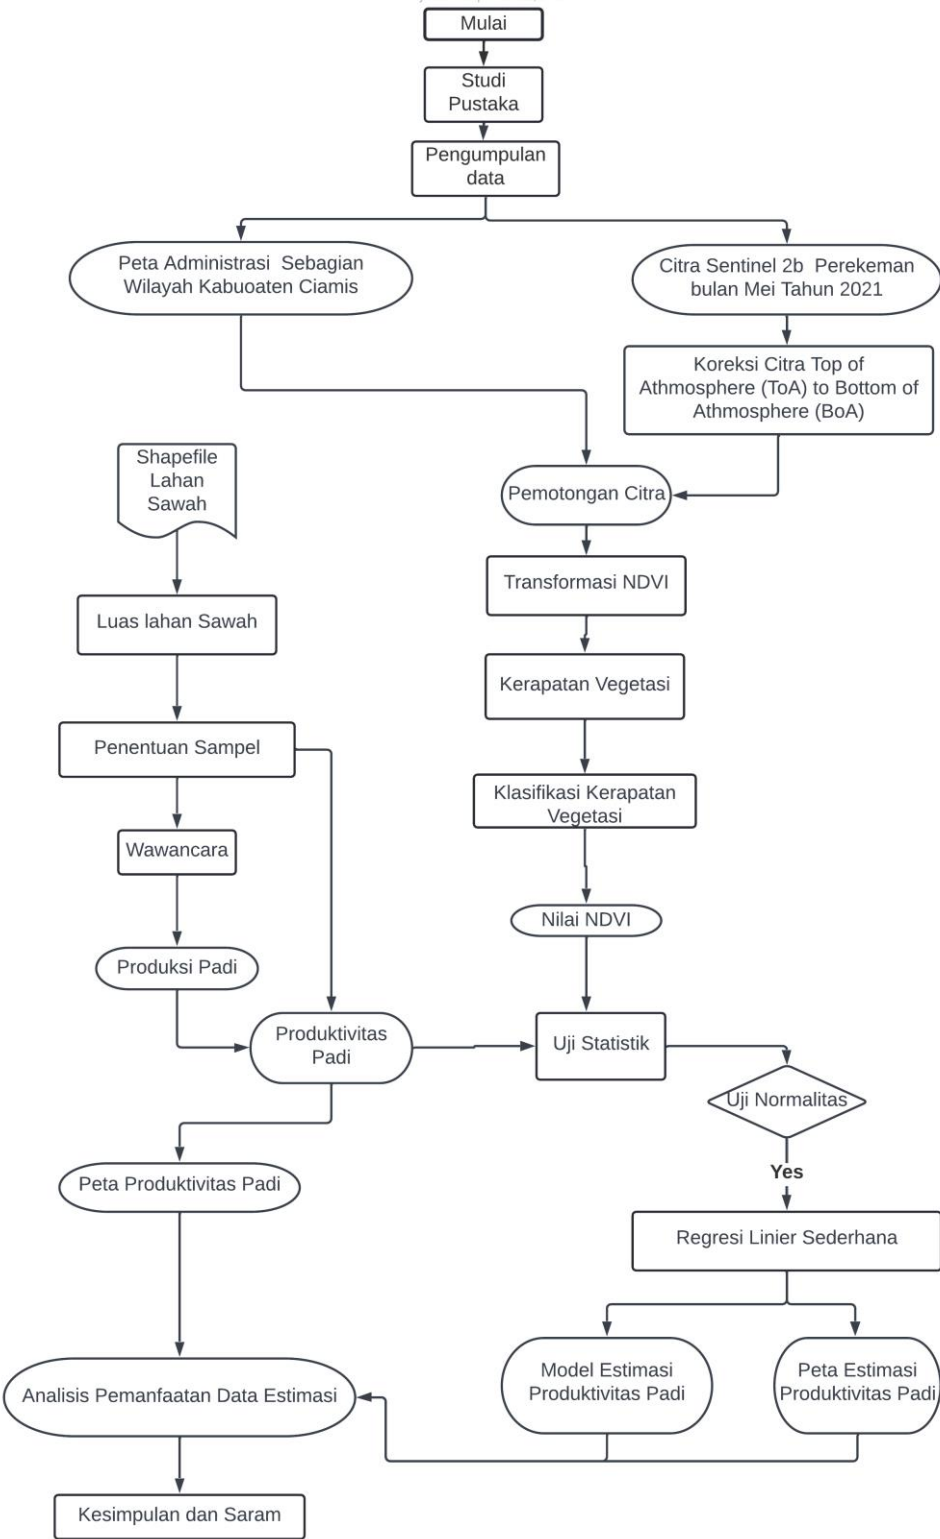 Mulai
Studi
Pustaka
Pengumpulan
data
Peta Administrasi Sebagian
Wilayah Kabuoaten Ciamis
Citra Sentinel 2b Perekeman
bulan Mei Tahun 2021
Koreksi Citra Top of
Athmosphere (ToA) to Bottom of
Athmosphere (BoA)
Shapefile
Lahan
Sawah
Pemotongan Citra
Transformasi NDVI
Luas lahan Sawah
Kerapatan Vegetasi
Penentuan Sampel
Klasifikasi Kerapatan
Vegetasi
Wawancara
Nilai NDVI
Produksi Padi
Produktivitas
Padi
Uji Statistik
Uji Normalitas
Yes
Peta Produktivitas Padi
Regresi Linier Sederhana
Model Estimasi
Produktivitas Padi
Peta Estimasi
Produktivitas Padi
Analisis Pemanfaatan Data Estimasi
Kesimpulan dan Saram